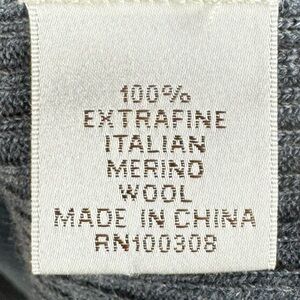 100%
EXTRAFINE
ITALIAN
MERINO
WOOL
MADE IN CHINA
RN100308